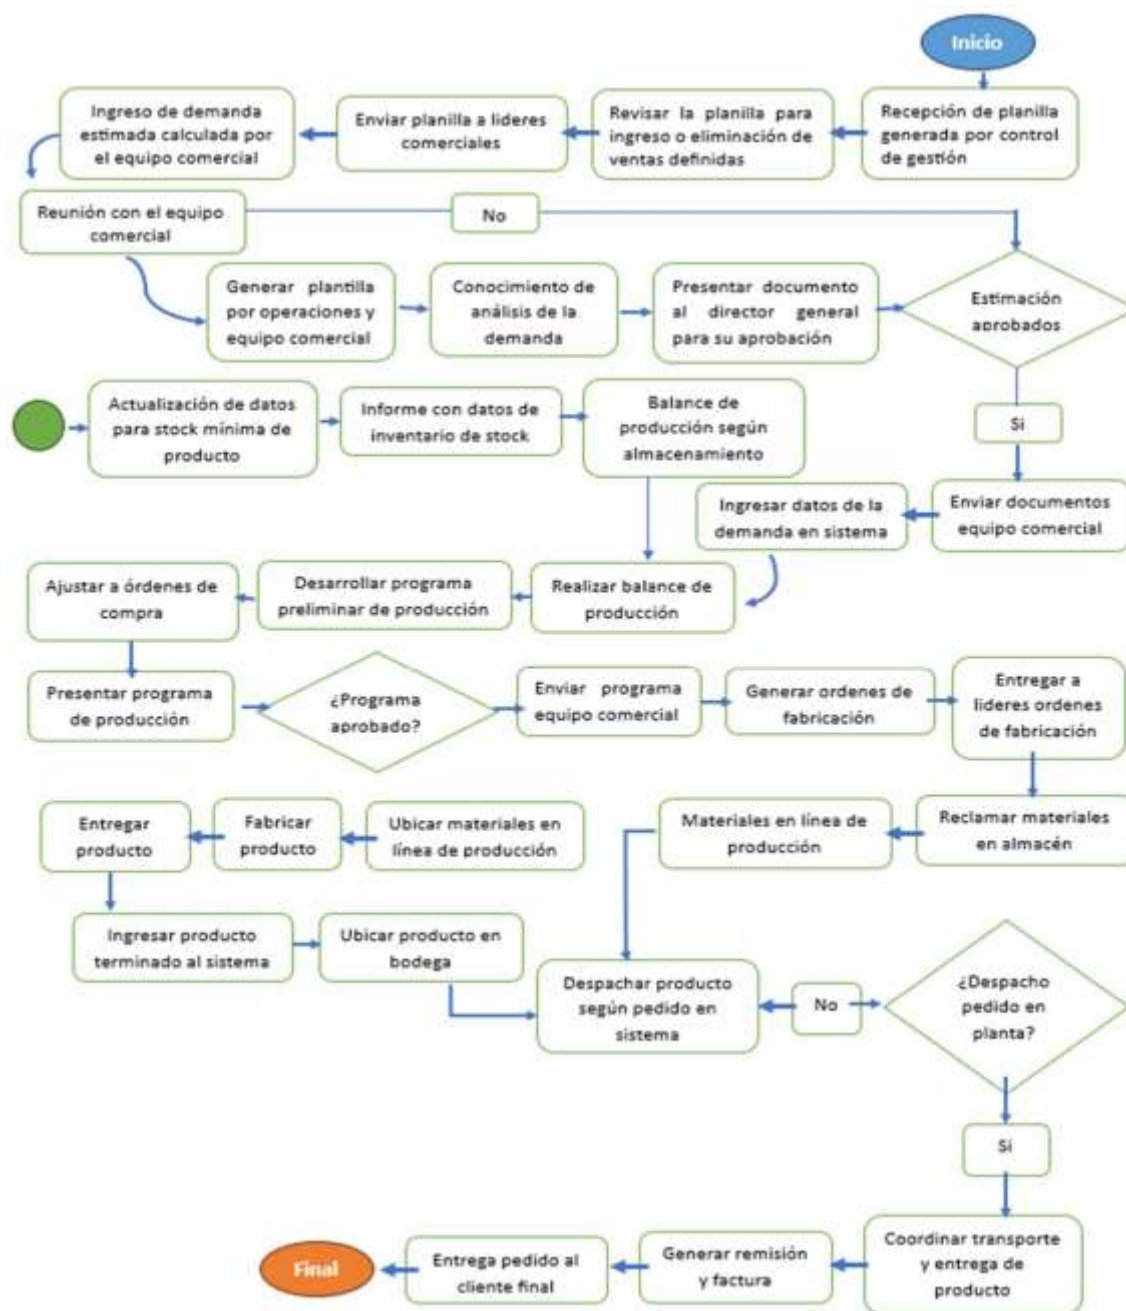 Inicio
Recepción de planilla
generada por control
de gestión
Revisar la planilla para
ingreso o eliminación de
ventas definidas
Enviar planilla a lideres
comerciales
Ingreso de demanda
estimada calculada por
el equipo comercial
Reunión con el equipo
comercial
No
Generar plantilla
por operaciones y
equipo comercial
Conocimiento de
análisis de la
demanda
Presentar documento
al director general
para su aprobación
Estimación
aprobados
Actualización de datos
para stock mínima de
producto
Informe con datos de
inventario de stock
Balance de
producción según
almacenamiento
Si
Enviar documentos
equipo comercial
Ingresar datos de la
demanda en sistema
Realizar balance de
producción
Desarrollar programa
preliminar de producción
Ajustar a órdenes de
compra
Presentar programa
de producción
¿Programa
aprobado?
Enviar programa
equipo comercial
Generar ordenes de
fabricación
Entregar a
lideres ordenes
de fabricación
Reclamar materiales
en almacén
Materiales en línea de
producción
Ubicar materiales en
línea de producción
Fabricar
producto
Entregar
producto
Ingresar producto
terminado al sistema
Ubicar producto en
bodega
Despachar producto
según pedido en
sistema
No
¿Despacho
pedido en
planta?
Si
Coordinar transporte
y entrega de
producto
Generar remisión
y factura
Entrega pedido al
cliente final
Final